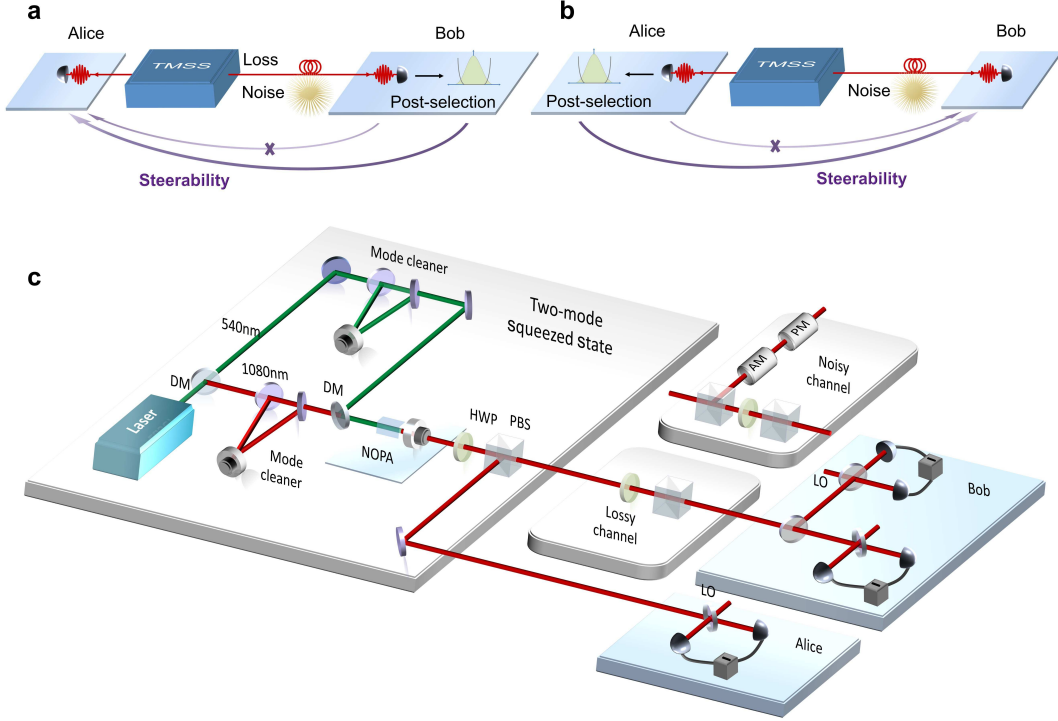 a
Alice
Bob
TMSS
Loss
Noise
Post-selection
Steerability
b
Alice
Bob
TMSS
Noise
Post-selection
Steerability
c
Mode cleaner
Two-mode
squeezed state
540nm
1080nm
DM
DM
Laser
Mode
cleaner
NOPA
HWP
PBS
PM
AM
Noisy
channel
Lossy
channel
LO
Bob
LO
Alice